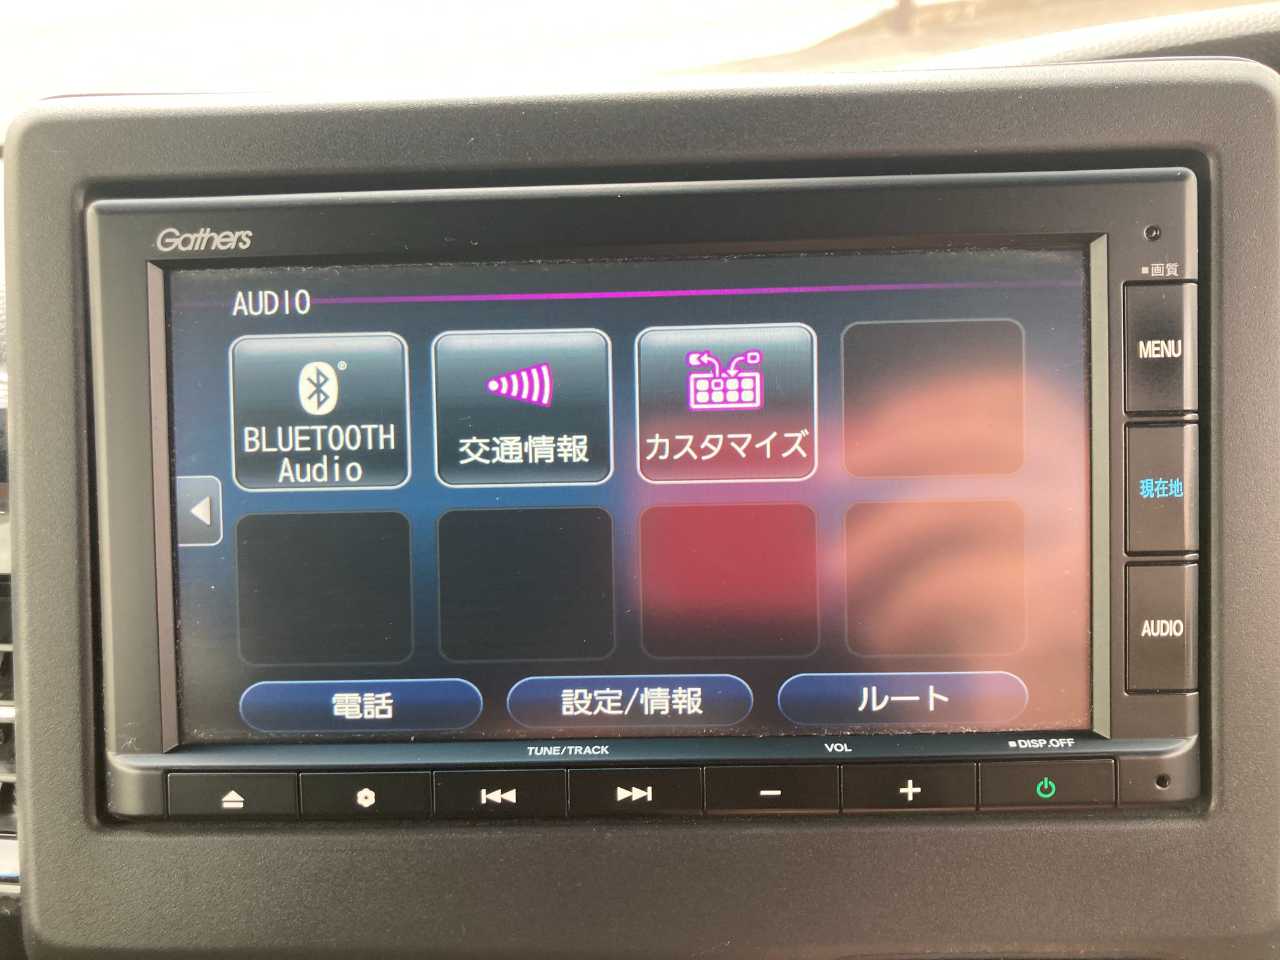 Gathers
■画質
AUDIO
BLUETOOTH®
Audio
交通情報
カスタマイズ
MENU
現在地
AUDIO
電話
設定/情報
ルート
TUNE/TRACK
VOL
■DISP.OFF